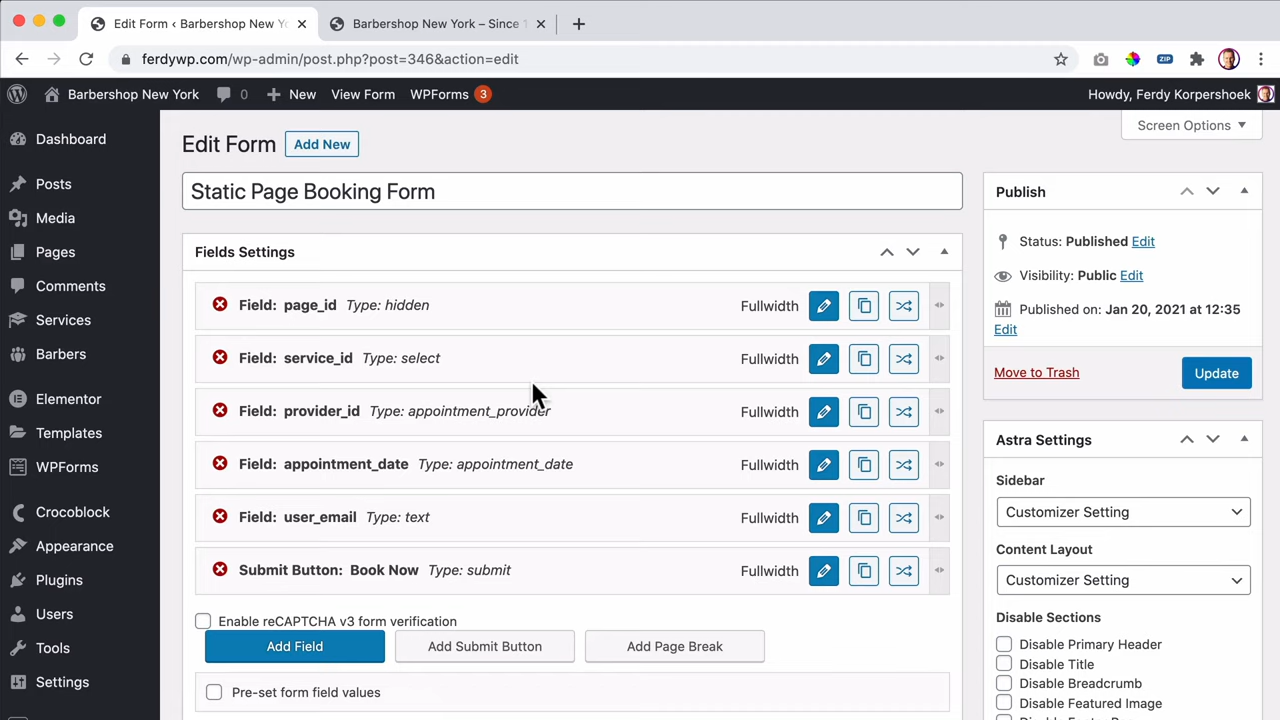 Edit Form ‹ Barbershop New Y
Barbershop New York – Since 1
ferdywp.com/wp-admin/post.php?post=346&action=edit
ZIP
Barbershop New York 0 New View Form WPForms 3 Howdy, Ferdy Korpershoek
Dashboard
Posts
Media
Pages
Comments
Services
Barbers
Elementor
Templates
WPForms
Crocoblock
Appearance
Plugins
Users
Tools
Settings
Screen Options
Edit Form Add New
Static Page Booking Form
Fields Settings
Field: page_id Type: hidden Fullwidth
Field: service_id Type: select Fullwidth
Field: provider_id Type: appointment_provider Fullwidth
Field: appointment_date Type: appointment_date Fullwidth
Field: user_email Type: text Fullwidth
Submit Button: Book Now Type: submit Fullwidth
Enable reCAPTCHA v3 form verification
Add Field Add Submit Button Add Page Break
Pre-set form field values
Publish
Status: Published Edit
Visibility: Public Edit
Published on: Jan 20, 2021 at 12:35
Edit
Move to Trash Update
Astra Settings
Sidebar
Customizer Setting
Content Layout
Customizer Setting
Disable Sections
Disable Primary Header
Disable Title
Disable Breadcrumb
Disable Featured Image